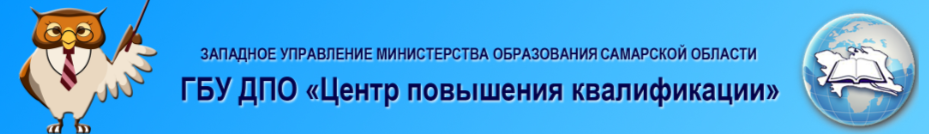 ЗАПАДНОЕ УПРАВЛЕНИЕ МИНИСТЕРСТВА ОБРАЗОВАНИЯ САМАРСКОЙ ОБЛАСТИ
ГБУ ДПО «Центр повышения квалификации»